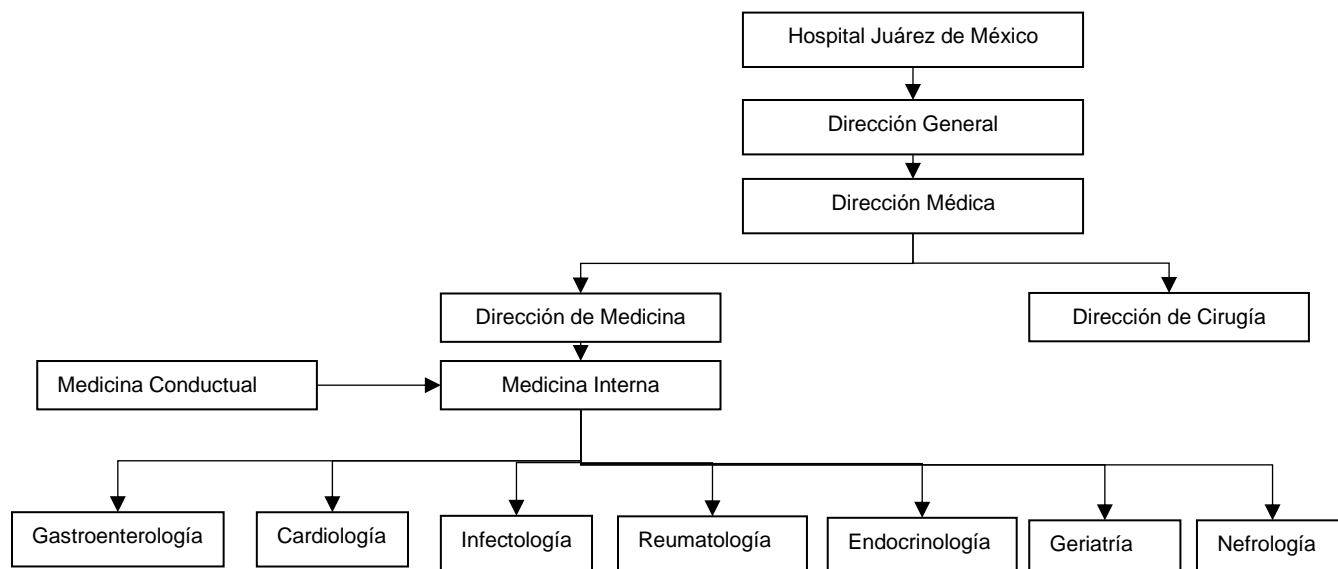 Hospital Juárez de México
Dirección General
Dirección Médica
Dirección de Medicina
Dirección de Cirugía
Medicina Conductual
Medicina Interna
Gastroenterología
Cardiología
Infectología
Reumatología
Endocrinología
Geriatría
Nefrología